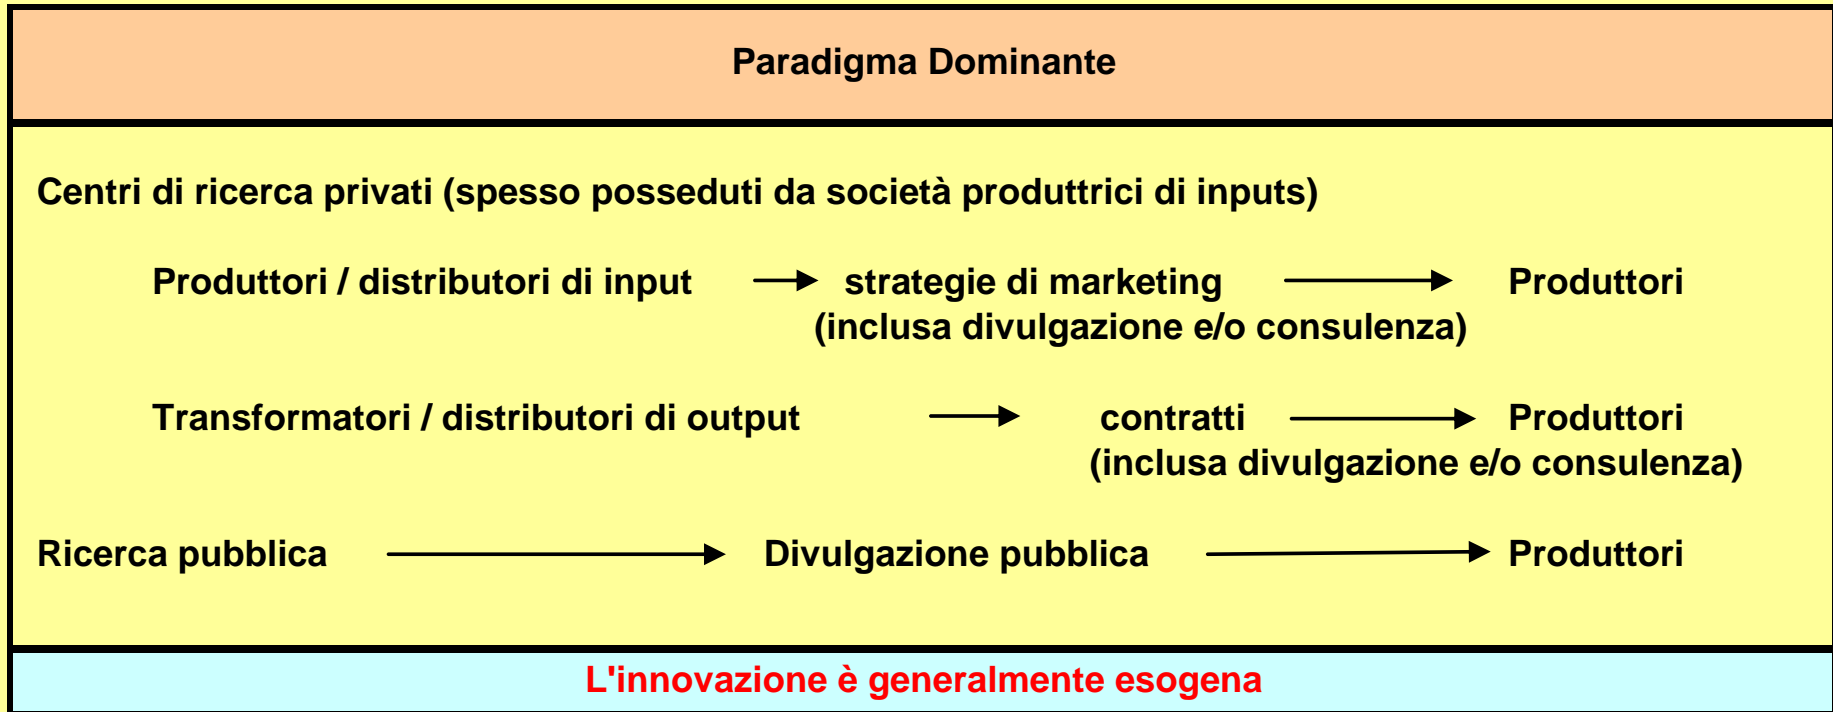 Paradigma Dominante
Centri di ricerca privati (spesso posseduti da società produttrici di inputs)
Produttori / distributori di input strategie di marketing Produttori
(inclusa divulgazione e/o consulenza)
Transformatori / distributori di output contratti Produttori
(inclusa divulgazione e/o consulenza)
Ricerca pubblica Divulgazione pubblica Produttori
L'innovazione è generalmente esogena